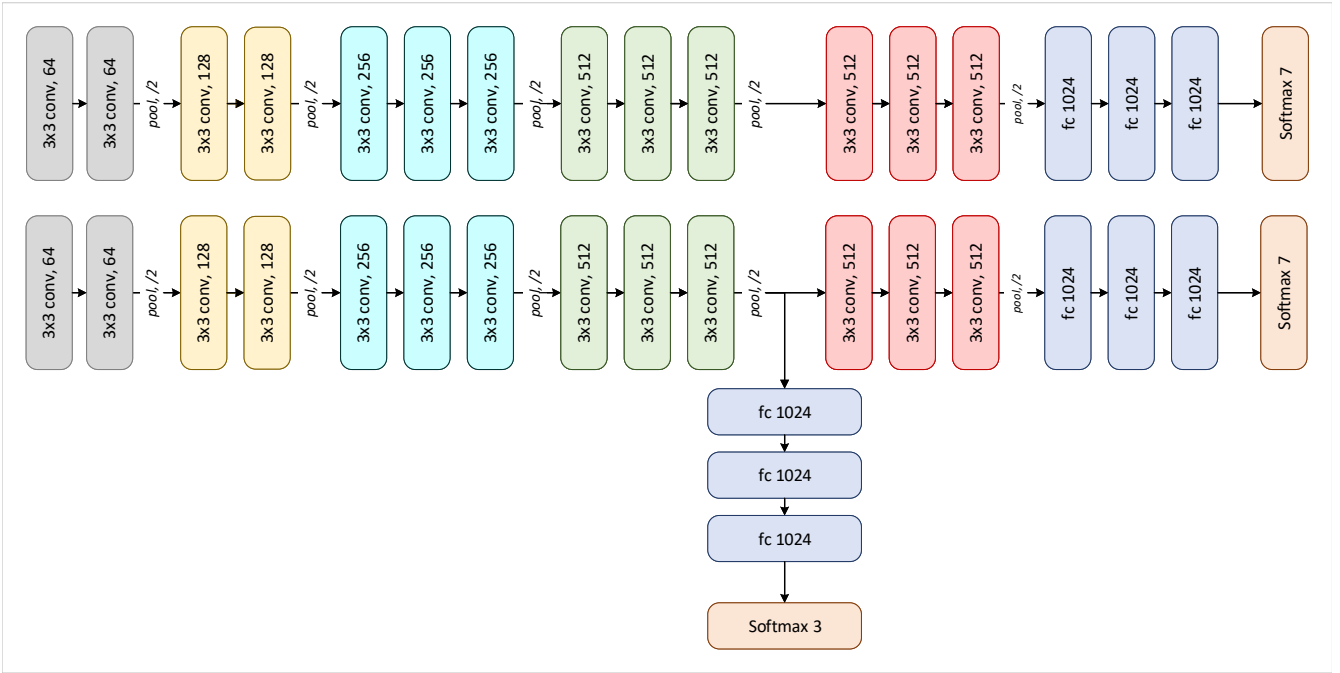 3x3 conv, 64
3x3 conv, 64
pool, /2
3x3 conv, 128
3x3 conv, 128
pool, /2
3x3 conv, 256
3x3 conv, 256
3x3 conv, 256
pool, /2
3x3 conv, 512
3x3 conv, 512
3x3 conv, 512
pool, /2
3x3 conv, 512
3x3 conv, 512
3x3 conv, 512
pool, /2
fc 1024
fc 1024
fc 1024
Softmax 7
3x3 conv, 64
3x3 conv, 64
pool, /2
3x3 conv, 128
3x3 conv, 128
pool, /2
3x3 conv, 256
3x3 conv, 256
3x3 conv, 256
pool, /2
3x3 conv, 512
3x3 conv, 512
3x3 conv, 512
pool, /2
3x3 conv, 512
3x3 conv, 512
3x3 conv, 512
pool, /2
fc 1024
fc 1024
fc 1024
Softmax 7
fc 1024
fc 1024
fc 1024
Softmax 3